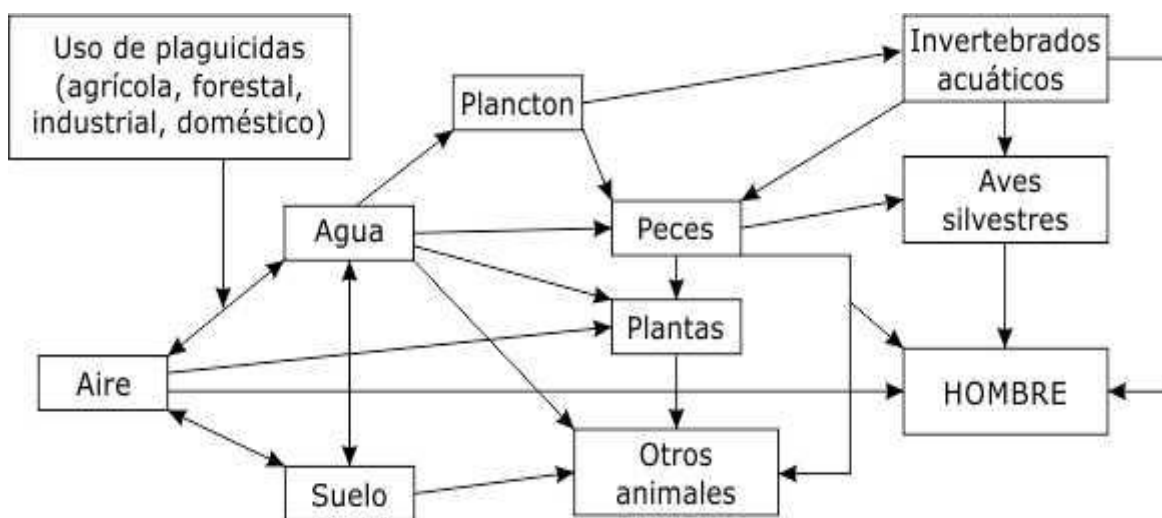 Uso de plaguicidas
(agrícola, forestal,
industrial, doméstico)
Plancton
Invertebrados
acuáticos
Agua
Peces
Aves
silvestres
Plantas
Aire
HOMBRE
Suelo
Otros
animales